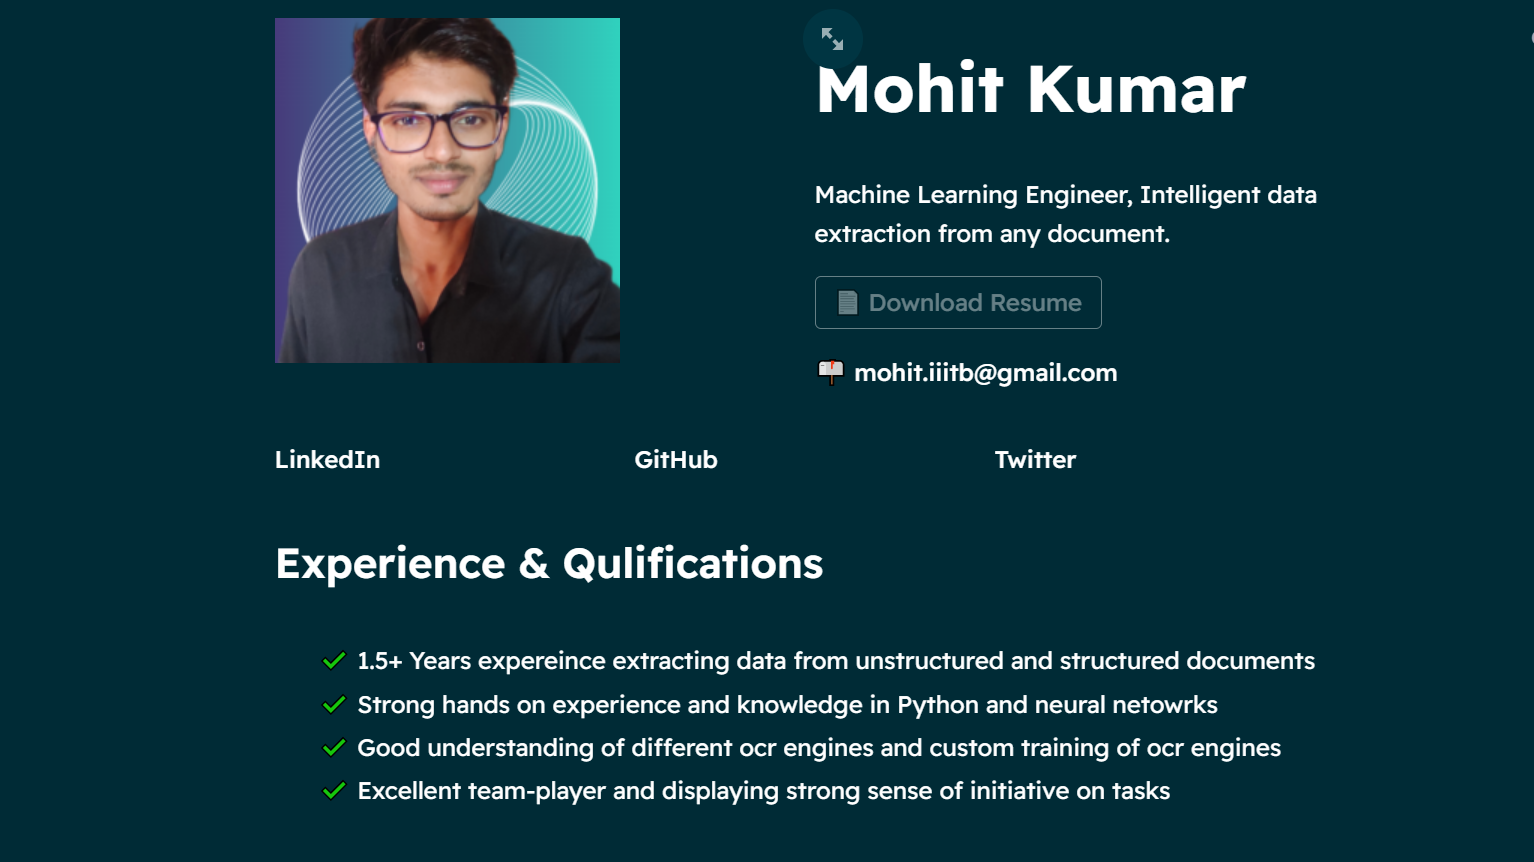 Mohit Kumar
Machine Learning Engineer, Intelligent data
extraction from any document.
Download Resume
mohit.iiitb@gmail.com
LinkedIn
GitHub
Twitter
Experience & Qulifications
1.5+ Years expereince extracting data from unstructured and structured documents
Strong hands on experience and knowledge in Python and neural netowrks
Good understanding of different ocr engines and custom training of ocr engines
Excellent team-player and displaying strong sense of initiative on tasks